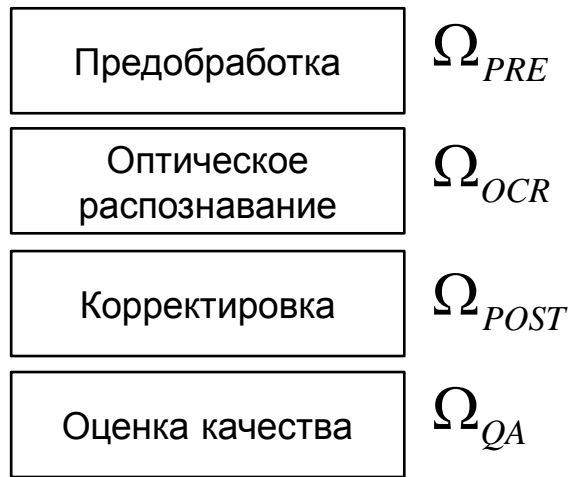 Предобработка
Ω_PRE
Оптическое
распознавание
Ω_OCR
Корректировка
Ω_POST
Оценка качества
Ω_QA